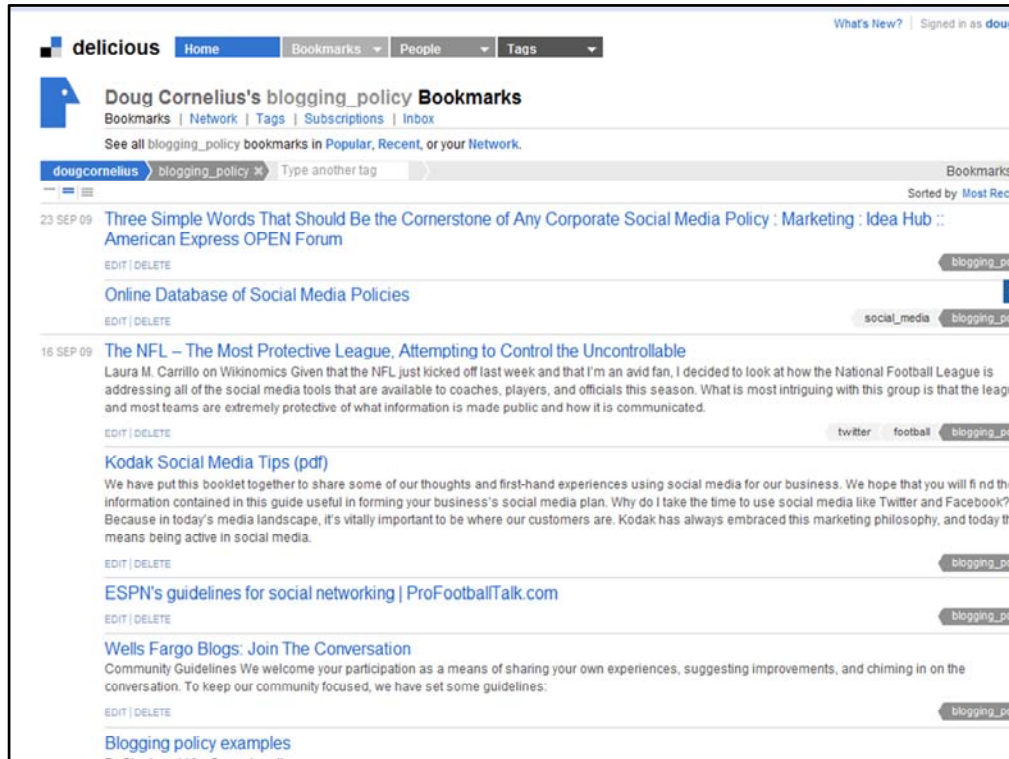 What's New? | Signed in as doug
delicious Home Bookmarks People Tags
Doug Cornelius's blogging_policy Bookmarks
Bookmarks | Network | Tags | Subscriptions | Inbox
See all blogging_policy bookmarks in Popular, Recent, or your Network.
dougcornelius blogging_policy × Type another tag Bookmarks
Sorted by Most Rec
23 SEP 09 Three Simple Words That Should Be the Cornerstone of Any Corporate Social Media Policy : Marketing : Idea Hub ::
American Express OPEN Forum
EDIT | DELETE blogging_po
Online Database of Social Media Policies
EDIT | DELETE social_media blogging_po
16 SEP 09 The NFL – The Most Protective League, Attempting to Control the Uncontrollable
Laura M. Carrillo on Wikinomics Given that the NFL just kicked off last week and that I'm an avid fan, I decided to look at how the National Football League is
addressing all of the social media tools that are available to coaches, players, and officials this season. What is most intriguing with this group is that the leag
and most teams are extremely protective of what information is made public and how it is communicated.
EDIT | DELETE twitter football blogging_po
Kodak Social Media Tips (pdf)
We have put this booklet together to share some of our thoughts and first-hand experiences using social media for our business. We hope that you will fi nd the
information contained in this guide useful in forming your business's social media plan. Why do I take the time to use social media like Twitter and Facebook?
Because in today's media landscape, it's vitally important to be where our customers are. Kodak has always embraced this marketing philosophy, and today th
means being active in social media.
EDIT | DELETE blogging_po
ESPN's guidelines for social networking | ProFootballTalk.com
EDIT | DELETE blogging_po
Wells Fargo Blogs: Join The Conversation
Community Guidelines We welcome your participation as a means of sharing your own experiences, suggesting improvements, and chiming in on the
conversation. To keep our community focused, we have set some guidelines:
EDIT | DELETE blogging_po
Blogging policy examples